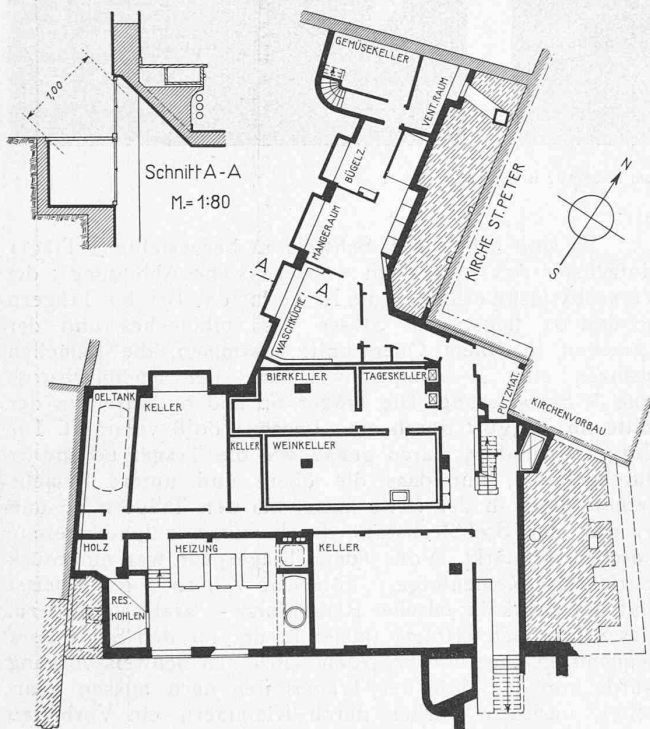 GEMÜSEKELLER
VENT. RAUM
1.00
Schnitt A-A
M. = 1:80
BÜGELZ.
MANGERAUM
KIRCHE ST. PETER
N
S
A
A
WASCHKÜCHE
OELTANK
KELLER
BIERKELLER
TAGESKELLER
PUTZMAT.
KIRCHENVORBAU
KELLER
WEINKELLER
HOLZ
HEIZUNG
KELLER
RES.
KOHLEN